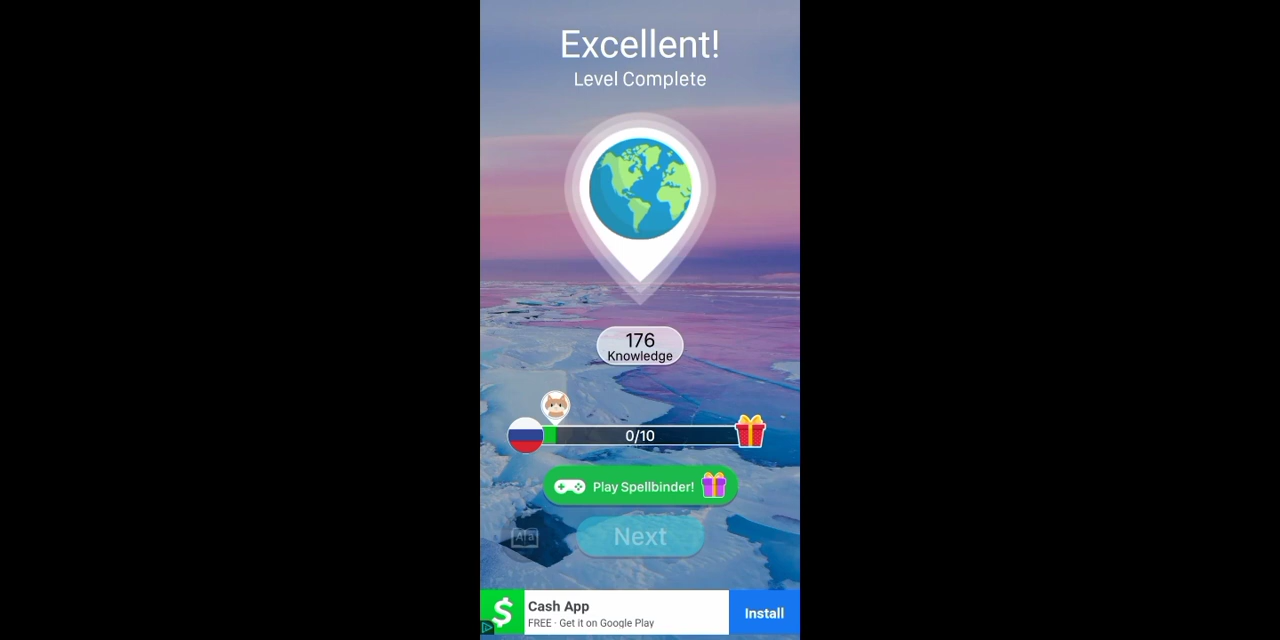 Excellent!
Level Complete
176
Knowledge
0/10
Play Spellbinder!
Next
Cash App
FREE · Get it on Google Play
Install